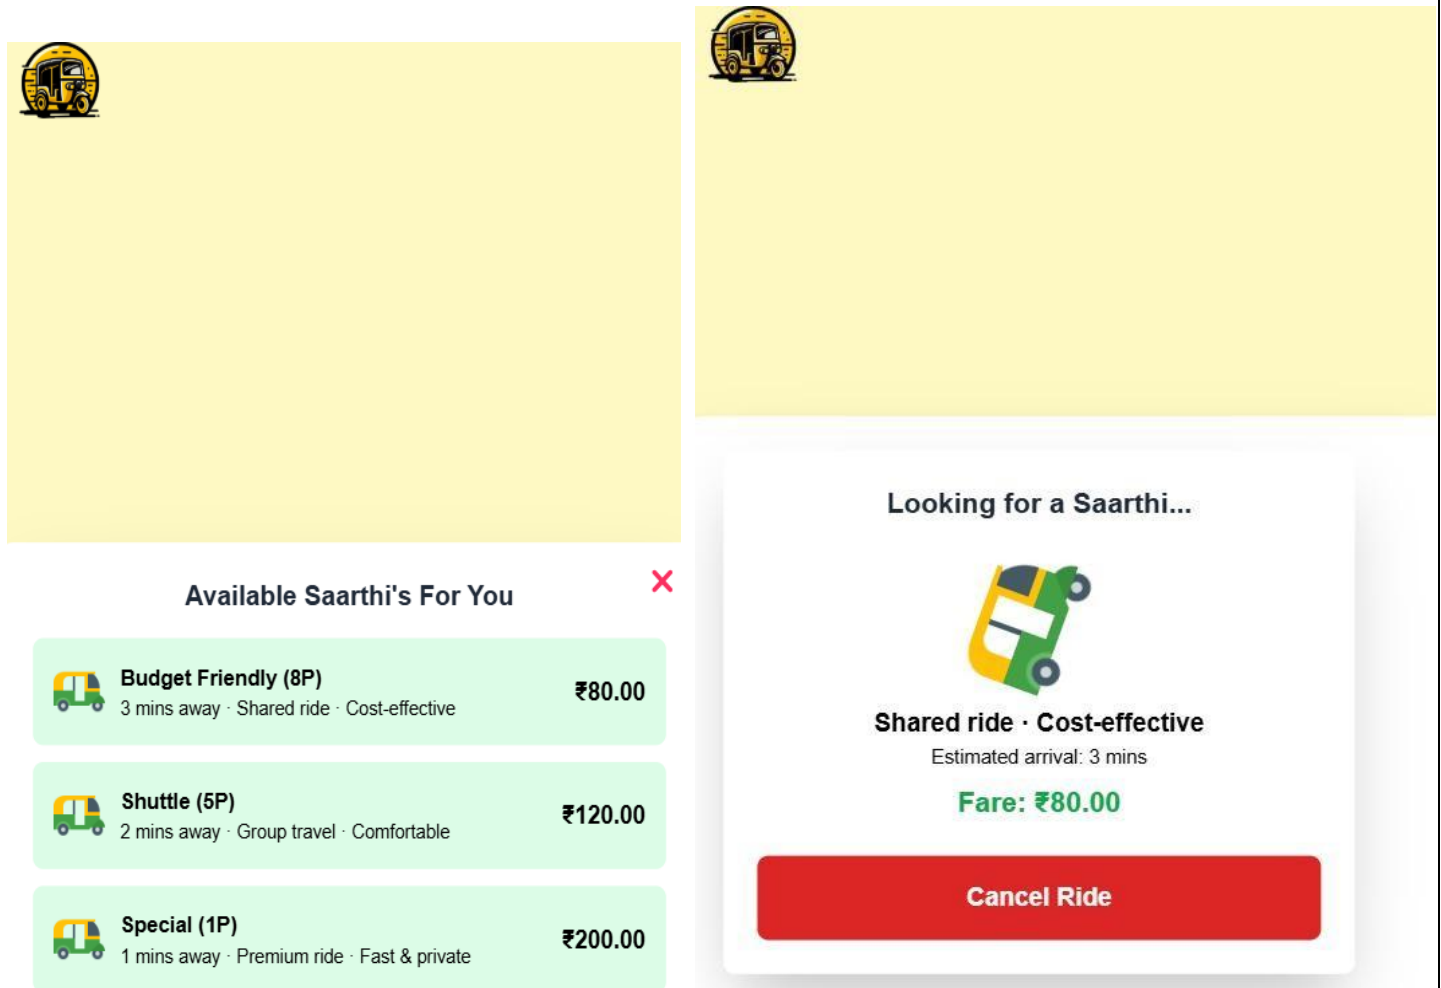 Available Saarthi's For You
Budget Friendly (8P)
3 mins away · Shared ride · Cost-effective
₹80.00
Shuttle (5P)
2 mins away · Group travel · Comfortable
₹120.00
Special (1P)
1 mins away · Premium ride · Fast & private
₹200.00
Looking for a Saarthi...
Shared ride · Cost-effective
Estimated arrival: 3 mins
Fare: ₹80.00
Cancel Ride